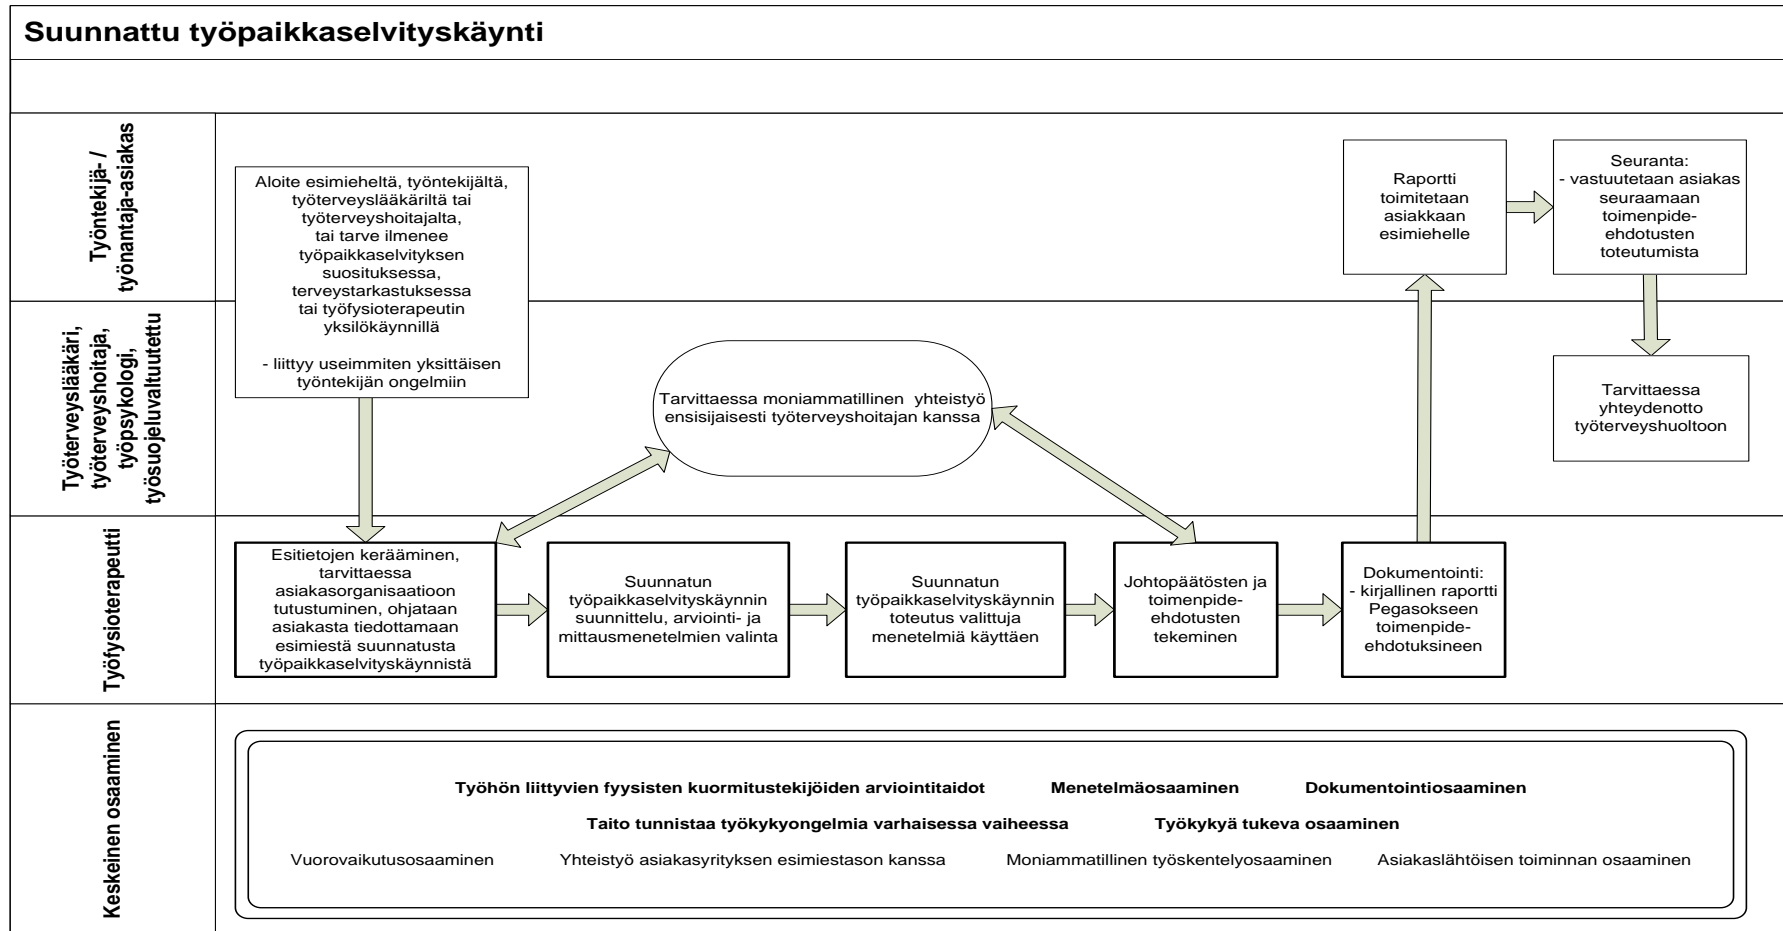 Suunnattu työpaikkaselvityskäynti
Työntekijä- /
työnantaja-asiakas
Aloite esimieheltä, työntekijältä,
työterveyslääkäriltä tai
työterveyshoitajalta,
tai tarve ilmenee
työpaikkaselvityksen
suosituksessa,
terveystarkastuksessa
tai työfysioterapeutin
yksilökäynnillä
- liittyy useimmiten yksittäisen
työntekijän ongelmiin
Raportti
toimitetaan
asiakkaan
esimiehelle
Seuranta:
- vastuutetaan asiakas
seuraamaan
toimenpide-
ehdotusten
toteutumista
Työterveyslääkäri,
työterveyshoitaja,
työpsykologi,
työsuojeluvaltuutettu
Tarvittaessa moniammatillinen yhteistyö
ensisijaisesti työterveyshoitajan kanssa
Tarvittaessa
yhteydenotto
työterveyshuoltoon
Työfysioterapeutti
Esitietojen kerääminen,
tarvittaessa
asiakasorganisaatioon
tutustuminen, ohjataan
asiakasta tiedottamaan
esimiestä suunnatusta
työpaikkaselvityskäynnistä
Suunnatun
työpaikkaselvityskäynnin
suunnittelu, arviointi- ja
mittausmenetelmien valinta
Suunnatun
työpaikkaselvityskäynnin
toteutus valittuja
menetelmiä käyttäen
Johtopäätösten ja
toimenpide-
ehdotusten
tekeminen
Dokumentointi:
- kirjallinen raportti
Pegasokseen
toimenpide-
ehdotuksineen
Keskeinen osaaminen
Työhön liittyvien fyysisten kuormitustekijöiden arviointitaidot Menetelmäosaaminen Dokumentointiosaaminen
Taito tunnistaa työkykyongelmia varhaisessa vaiheessa Työkykyä tukeva osaaminen
Vuorovaikutusosaaminen Yhteistyö asiakasyrityksen esimiestason kanssa Moniammatillinen työskentelyosaaminen Asiakaslähtöisen toiminnan osaaminen